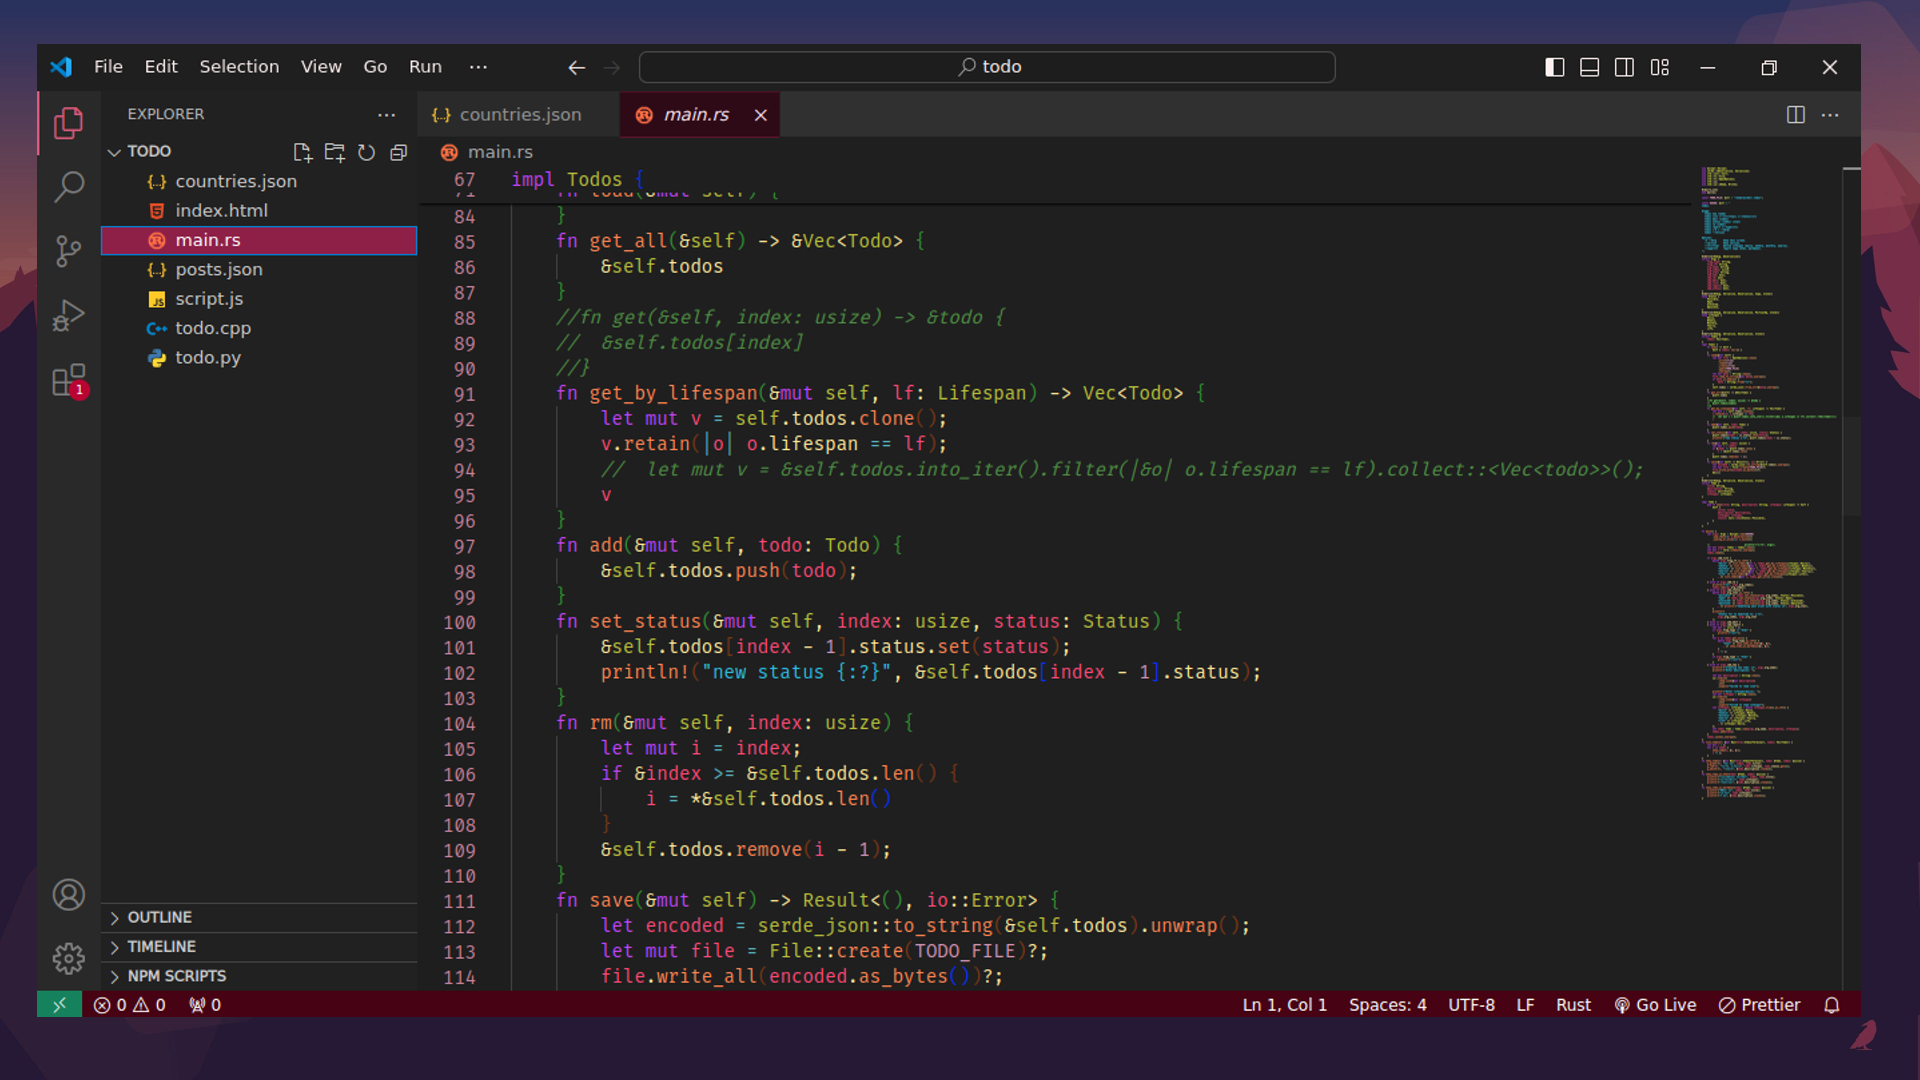 File Edit Selection View Go Run ···
todo
EXPLORER ···
TODO
countries.json
index.html
main.rs
posts.json
script.js
todo.cpp
todo.py
1
OUTLINE
TIMELINE
NPM SCRIPTS
countries.json main.rs
main.rs
67 impl Todos {
71 fn load(&mut self) {
84 }
85 fn get_all(&self) -> &Vec<Todo> {
86 &self.todos
87 }
88 //fn get(&self, index: usize) -> &todo {
89 //  &self.todos[index]
90 //}
91 fn get_by_lifespan(&mut self, lf: Lifespan) -> Vec<Todo> {
92 let mut v = self.todos.clone();
93 v.retain(|o| o.lifespan == lf);
94 //  let mut v = &self.todos.into_iter().filter(|&o| o.lifespan == lf).collect::<Vec<todo>>();
95 v
96 }
97 fn add(&mut self, todo: Todo) {
98 &self.todos.push(todo);
99 }
100 fn set_status(&mut self, index: usize, status: Status) {
101 &self.todos[index - 1].status.set(status);
102 println!("new status {:?}", &self.todos[index - 1].status);
103 }
104 fn rm(&mut self, index: usize) {
105 let mut i = index;
106 if &index >= &self.todos.len() {
107 i = *&self.todos.len()
108 }
109 &self.todos.remove(i - 1);
110 }
111 fn save(&mut self) -> Result<(), io::Error> {
112 let encoded = serde_json::to_string(&self.todos).unwrap();
113 let mut file = File::create(TODO_FILE)?;
114 file.write_all(encoded.as_bytes())?;
0 0 0 Ln 1, Col 1 Spaces: 4 UTF-8 LF Rust Go Live Prettier